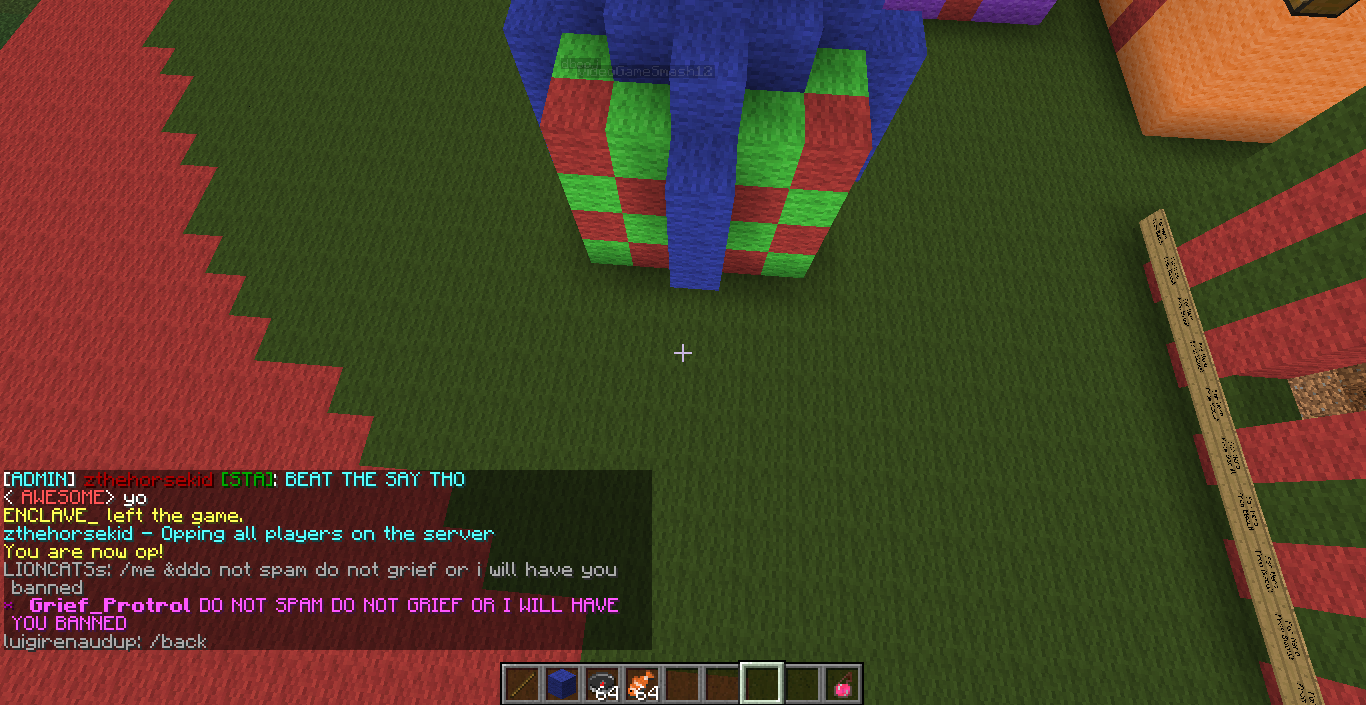 VideoGameSmash12
[ADMIN] zthehorsekid [STA]: BEAT THE SAY THO
< AWESOME> yo
ENCLAVE_ left the game.
zthehorsekid - Opping all players on the server
You are now op!
LIONCATSs: /me &ddo not spam do not grief or i will have you
banned
* Grief_Protrol DO NOT SPAM DO NOT GRIEF OR I WILL HAVE
YOU BANNED
luigirenaudup: /back
64
64